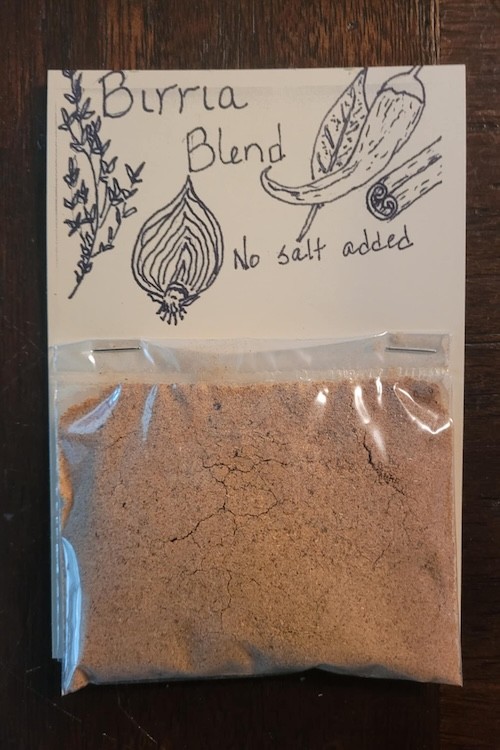 Birria
Blend
No salt added